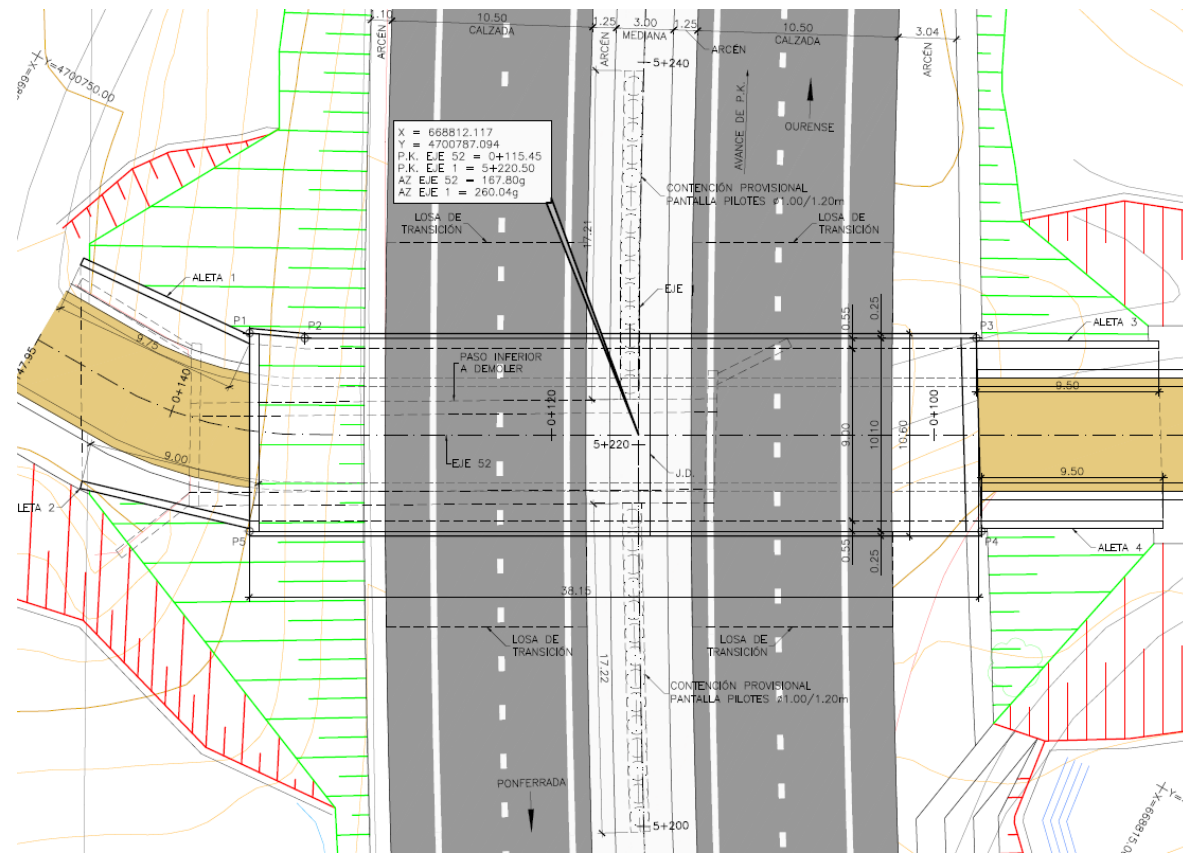 1.10
10.50
CALZADA
1.25
3.00
MEDIANA
1.25
10.50
CALZADA
3.04
ARCÉN
ARCÉN
ARCÉN
ARCÉN
5+240
Y=4700750.00
AVANCE DE P.K.
OURENSE
X = 668812.117
Y = 4700787.094
P.K. EJE 52 = 0+115.45
P.K. EJE 1 = 5+220.50
AZ EJE 52 = 167.80g
AZ EJE 1 = 260.04g
CONTENCIÓN PROVISIONAL
PANTALLA PILOTES ø1.00/1.20m
LOSA DE
TRANSICIÓN
17.21
LOSA DE
TRANSICIÓN
ALETA 1
EJE 1
P1
P2
0.55
0.25
P3
ALETA 3
9.75
PASO INFERIOR
A DEMOLER
47.95
0+140
0+120
0+100
9.50
9.00
10.10
10.60
5+220
9.00
EJE 52
J.D.
9.50
LETA 2
P5
0.55
0.25
P4
ALETA 4
38.15
LOSA DE
TRANSICIÓN
LOSA DE
TRANSICIÓN
17.22
CONTENCIÓN PROVISIONAL
PANTALLA PILOTES ø1.00/1.20m
PONFERRADA
5+200
X=668815.0
Y=